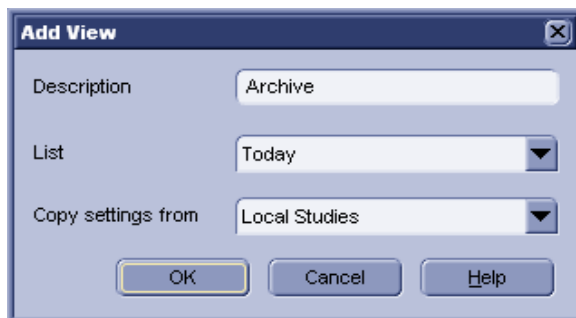 Add View
Description Archive
List Today
Copy settings from Local Studies
OK Cancel Help